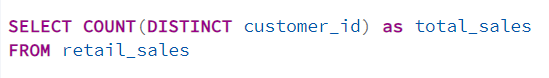 SELECT COUNT(DISTINCT customer_id) as total_sales
FROM retail_sales